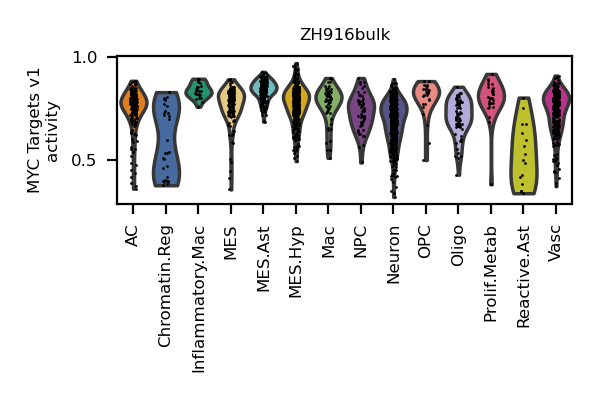 ZH916bulk
MYC Targets v1
activity
1.0
0.5
AC
Chromatin.Reg
Inflammatory.Mac
MES
MES.Ast
MES.Hyp
Mac
NPC
Neuron
OPC
Oligo
Prolif.Metab
Reactive.Ast
Vasc